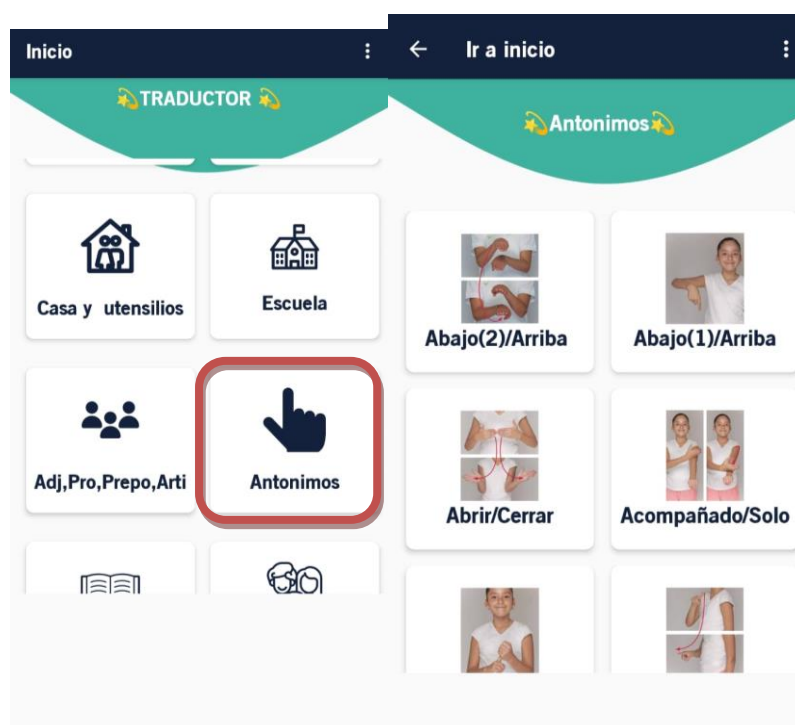 Inicio
💫TRADUCTOR 💫
Casa y utensilios
Escuela
Adj,Pro,Prepo,Arti
Antonimos
Ir a inicio
💫Antonimos💫
Abajo(2)/Arriba
Abajo(1)/Arriba
Abrir/Cerrar
Acompañado/Solo